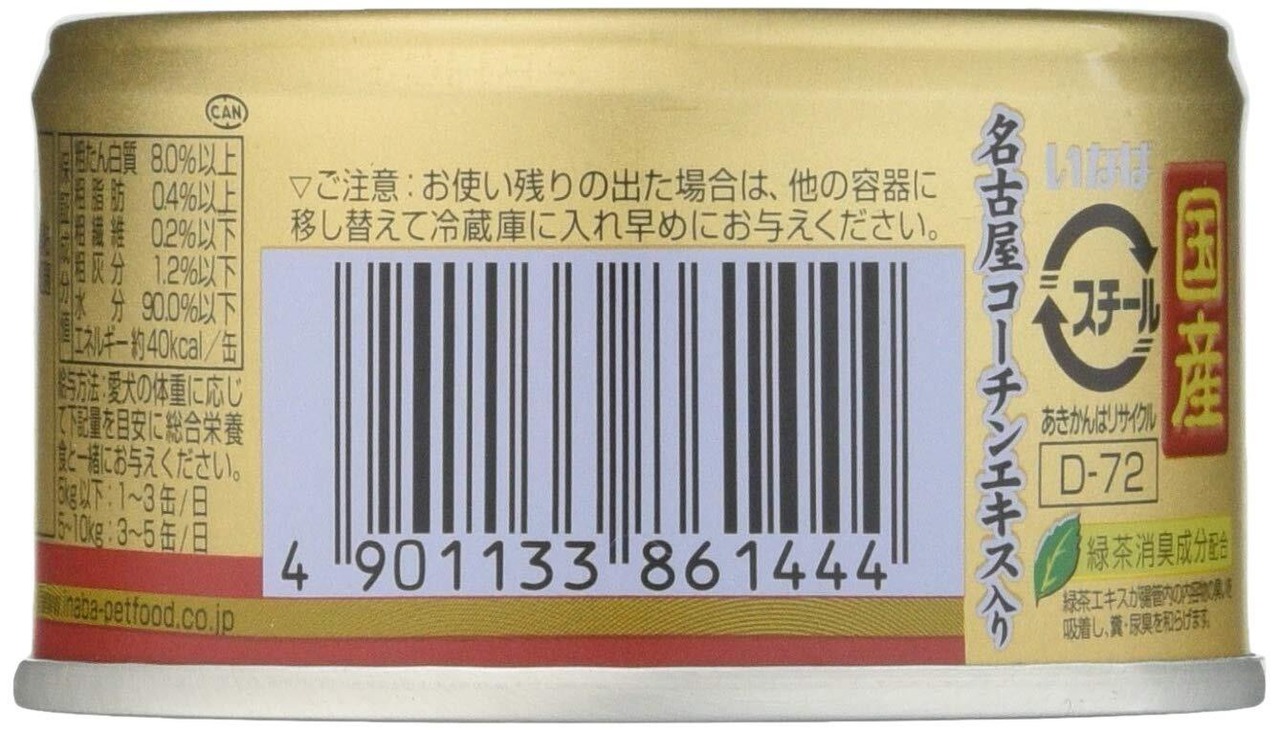 CAN
保証成分値
粗たん白質 8.0%以上
粗脂肪 0.4%以上
粗繊維 0.2%以下
粗灰分 1.2%以下
水分 90.0%以下
エネルギー 約40kcal/缶
給与方法:愛犬の体重に応じ
て下記量を目安に総合栄養
食と一緒にお与えください。
5kg以下:1~3缶/日
5~10kg:3~5缶/日
inaba-petfood.co.jp
▽ご注意:お使い残りの出た場合は、他の容器に
移し替えて冷蔵庫に入れ早めにお与えください。
4 901133 861444
名古屋コーチンエキス入り
いなば
国産
スチール
あきかんはリサイクル
D-72
緑茶消臭成分配合
緑茶エキスが腸管内の内容物の臭いを
吸着し、糞・尿臭を和らげます。